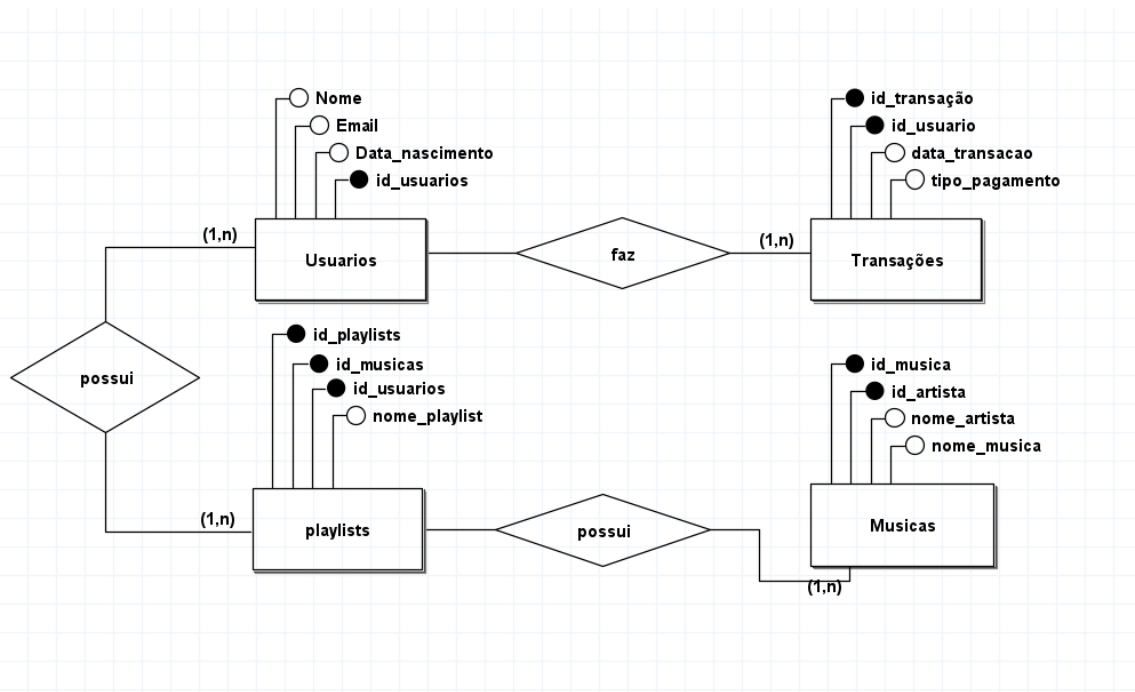 Nome
Email
Data_nascimento
id_usuarios
(1,n)
Usuarios
faz
(1,n)
id_transação
id_usuario
data_transacao
tipo_pagamento
Transações
possui
id_playlists
id_musicas
id_usuarios
nome_playlist
(1,n)
playlists
possui
(1,n)
id_musica
id_artista
nome_artista
nome_musica
Musicas